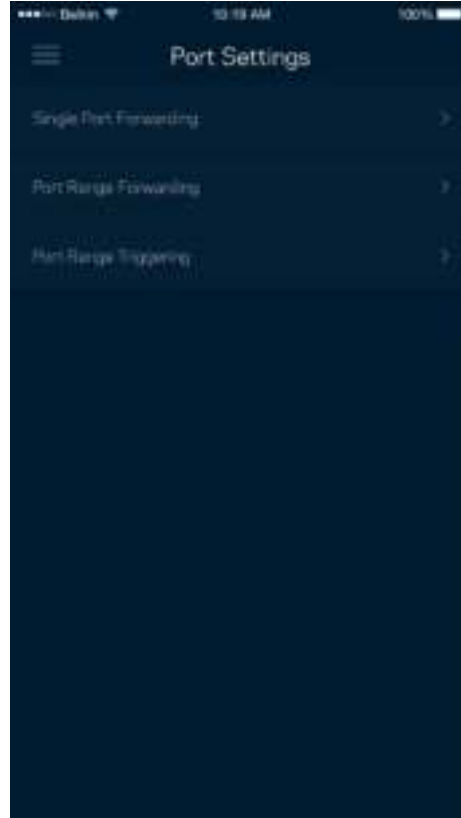 Belkin 10:19 AM 100%
Port Settings
Single Port Forwarding
Port Range Forwarding
Port Range Triggering